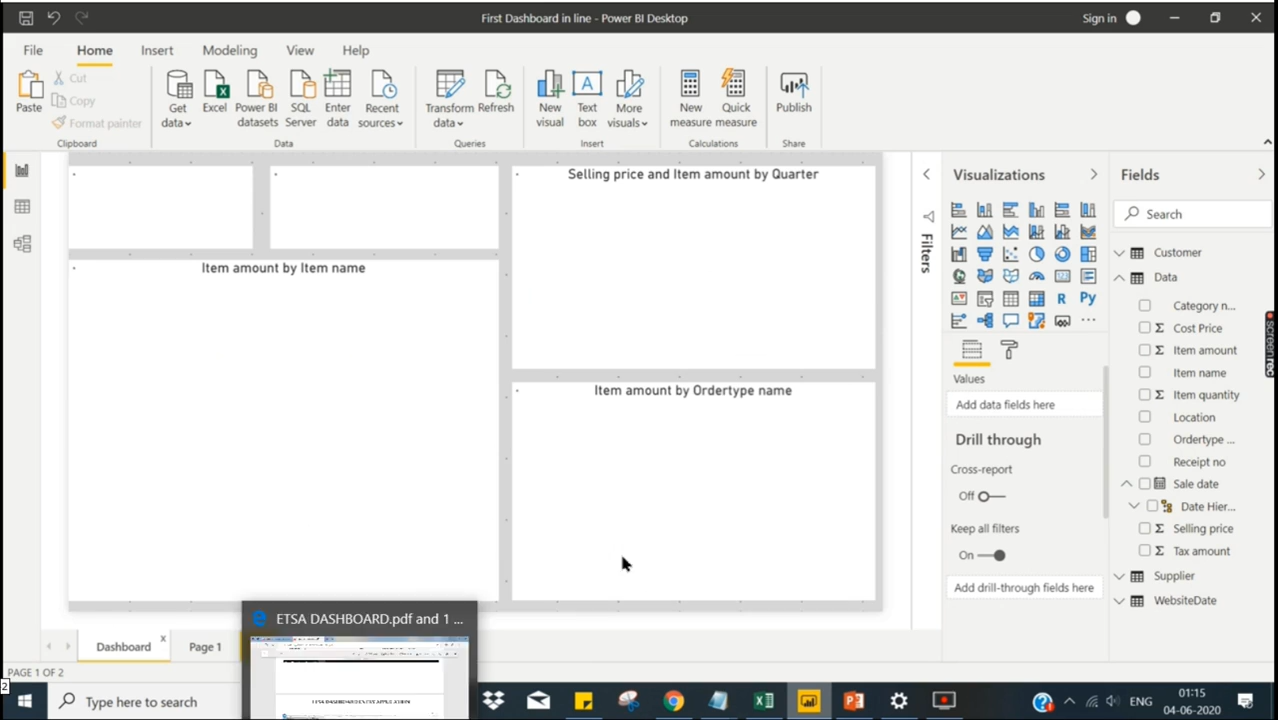 First Dashboard in line - Power BI Desktop
Sign in
File
Home
Insert
Modeling
View
Help
Paste
Cut
Copy
Format painter
Clipboard
Get data
Excel
Power BI datasets
SQL Server
Enter data
Recent sources
Data
Transform data
Refresh
Queries
New visual
Text box
More visuals
Insert
New measure
Quick measure
Calculations
Publish
Share
Selling price and Item amount by Quarter
Item amount by Item name
Item amount by Ordertype name
Filters
Visualizations
R
Py
Values
Add data fields here
Drill through
Cross-report
Off
Keep all filters
On
Add drill-through fields here
Fields
Search
Customer
Data
Category n...
Cost Price
Item amount
Item name
Item quantity
Location
Ordertype ...
Receipt no
Sale date
Date Hier...
Selling price
Tax amount
Supplier
WebsiteDate
screen rec
Dashboard
Page 1
PAGE 1 OF 2
ETSA DASHBOARD.pdf and 1 ...
2
Type here to search
ENG
01:15
04-06-2020